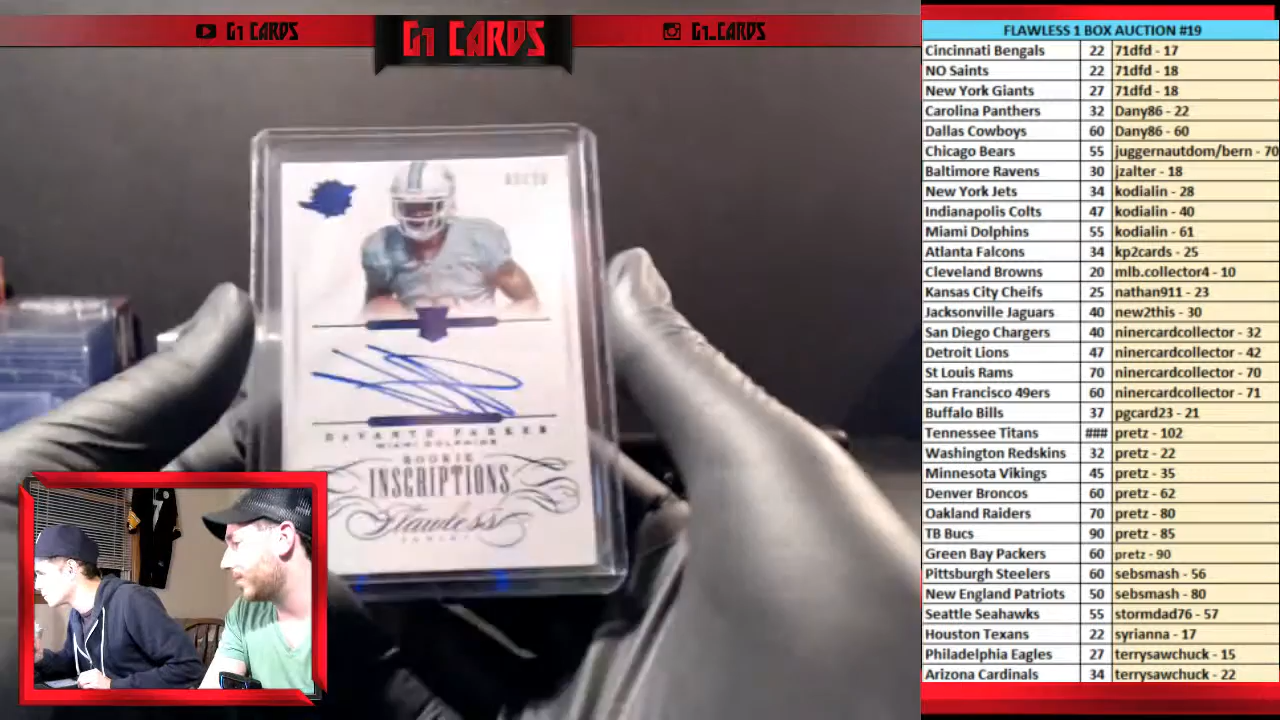 G1 CARDS
G1 CARDS
G1_CARDS
DEVANTE PARKER
MIAMI DOLPHINS
ROOKIE
INSCRIPTIONS
Flawless
PANINI
FLAWLESS 1 BOX AUCTION #19
Cincinnati Bengals 22 71dfd - 17
NO Saints 22 71dfd - 18
New York Giants 27 71dfd - 18
Carolina Panthers 32 Dany86 - 22
Dallas Cowboys 60 Dany86 - 60
Chicago Bears 55 juggernautdom/bern - 70
Baltimore Ravens 30 jzalter - 18
New York Jets 34 kodialin - 28
Indianapolis Colts 47 kodialin - 40
Miami Dolphins 55 kodialin - 61
Atlanta Falcons 34 kp2cards - 25
Cleveland Browns 20 mlb.collector4 - 10
Kansas City Cheifs 25 nathan911 - 23
Jacksonville Jaguars 40 new2this - 30
San Diego Chargers 40 ninercardcollector - 32
Detroit Lions 47 ninercardcollector - 42
St Louis Rams 70 ninercardcollector - 70
San Francisco 49ers 60 ninercardcollector - 71
Buffalo Bills 37 pgcard23 - 21
Tennessee Titans ### pretz - 102
Washington Redskins 32 pretz - 22
Minnesota Vikings 45 pretz - 35
Denver Broncos 60 pretz - 62
Oakland Raiders 70 pretz - 80
TB Bucs 90 pretz - 85
Green Bay Packers 60 pretz - 90
Pittsburgh Steelers 60 sebsmash - 56
New England Patriots 50 sebsmash - 80
Seattle Seahawks 55 stormdad76 - 57
Houston Texans 22 syrianna - 17
Philadelphia Eagles 27 terrysawchuck - 15
Arizona Cardinals 34 terrysawchuck - 22